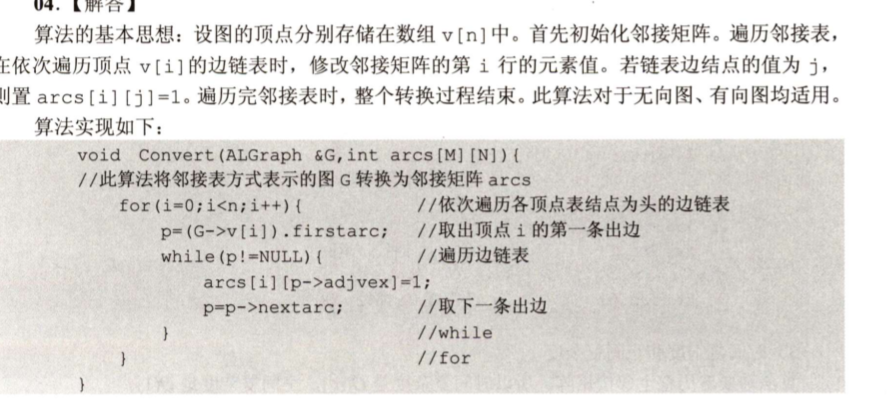 04.【解答】
算法的基本思想：设图的顶点分别存储在数组 v[n]中。首先初始化邻接矩阵。遍历邻接表，
在依次遍历顶点 v[i]的边链表时，修改邻接矩阵的第 i 行的元素值。若链表边结点的值为 j，
则置 arcs[i][j]=1。遍历完邻接表时，整个转换过程结束。此算法对于无向图、有向图均适用。
算法实现如下：
void Convert(ALGraph &G,int arcs[M][N]){
//此算法将邻接表方式表示的图 G 转换为邻接矩阵 arcs
for(i=0;i<n;i++){ //依次遍历各顶点表结点为头的边链表
p=(G->v[i]).firstarc; //取出顶点 i 的第一条出边
while(p!=NULL){ //遍历边链表
arcs[i][p->adjvex]=1;
p=p->nextarc; //取下一条出边
} //while
} //for
}